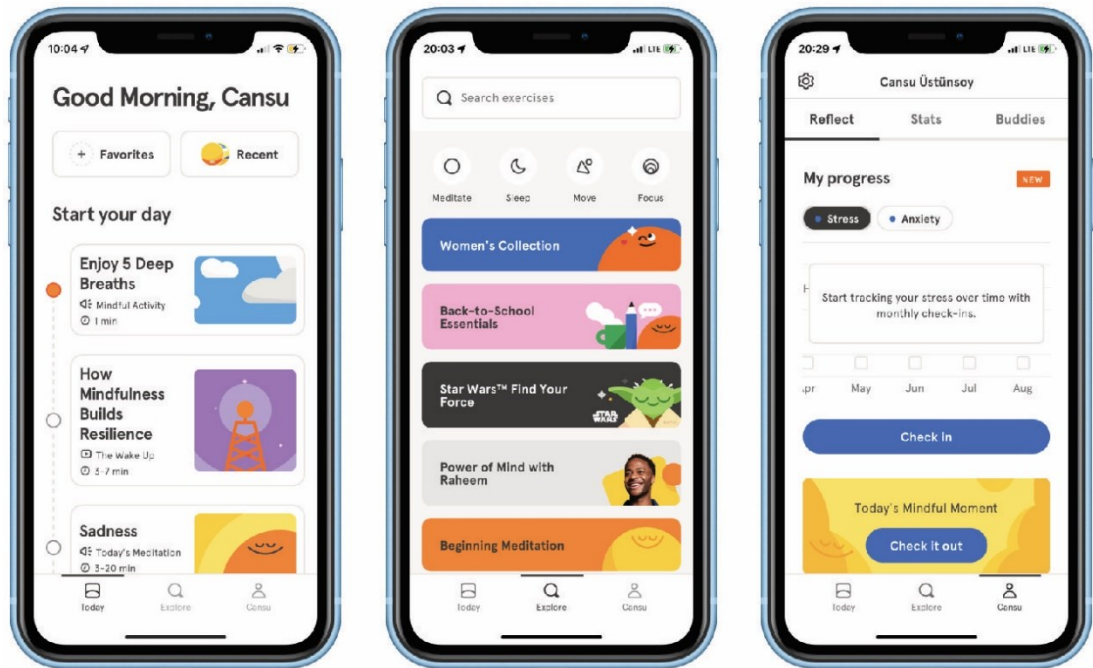 10:04
Good Morning, Cansu
Favorites
Recent
Start your day
Enjoy 5 Deep
Breaths
Mindful Activity
1 min
How
Mindfulness
Builds
Resilience
The Wake Up
3-7 min
Sadness
Today's Meditation
3-20 min
Today
Explore
Cansu
20:03
LTE
Search exercises
Meditate
Sleep
Move
Focus
Women's Collection
Back-to-School
Essentials
Star Wars™ Find Your
Force
STAR
WARS
Power of Mind with
Raheem
Beginning Meditation
Today
Explore
Cansu
20:29
LTE
Cansu Üstünsoy
Reflect
Stats
Buddies
My progress
NEW
Stress
Anxiety
H
Start tracking your stress over time with
monthly check-ins.
pr
May
Jun
Jul
Aug
Check in
Today's Mindful Moment
Check it out
Today
Explore
Cansu